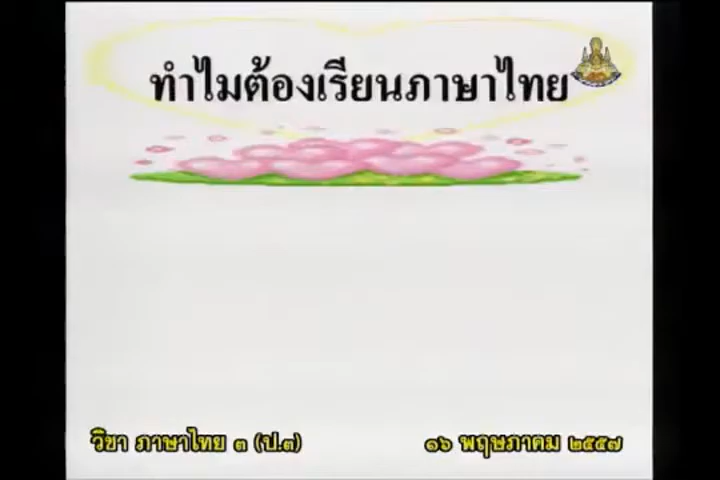 ทำไมต้องเรียนภาษาไทย
วิชา ภาษาไทย ๓ (ป.๓)
๑๖ พฤษภาคม ๒๕๕๗